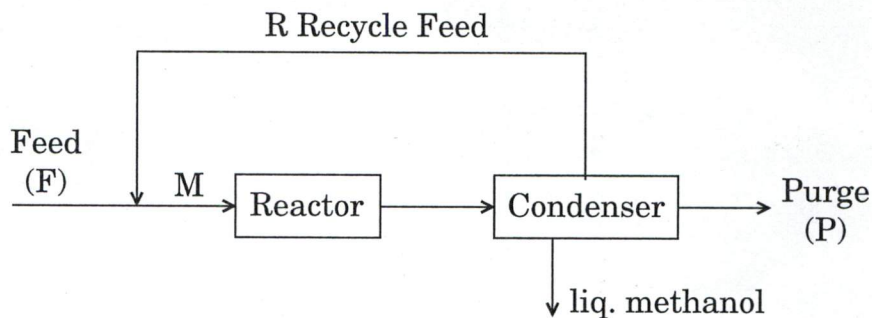 R Recycle Feed
Feed
(F)
M
Reactor
Condenser
Purge
(P)
liq. methanol